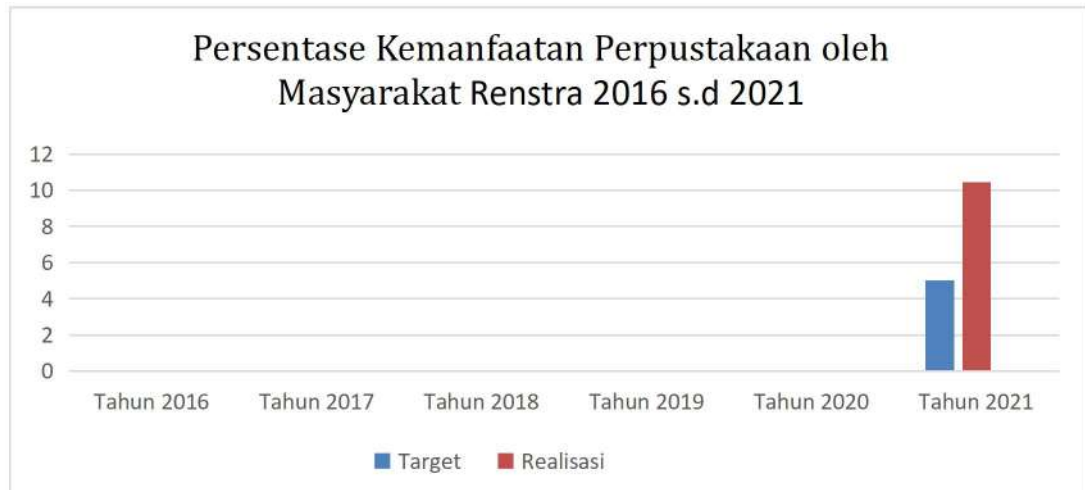 Persentase Kemanfaatan Perpustakaan oleh
Masyarakat Renstra 2016 s.d 2021
12
10
8
6
4
2
0
Tahun 2016 Tahun 2017 Tahun 2018 Tahun 2019 Tahun 2020 Tahun 2021
Target Realisasi